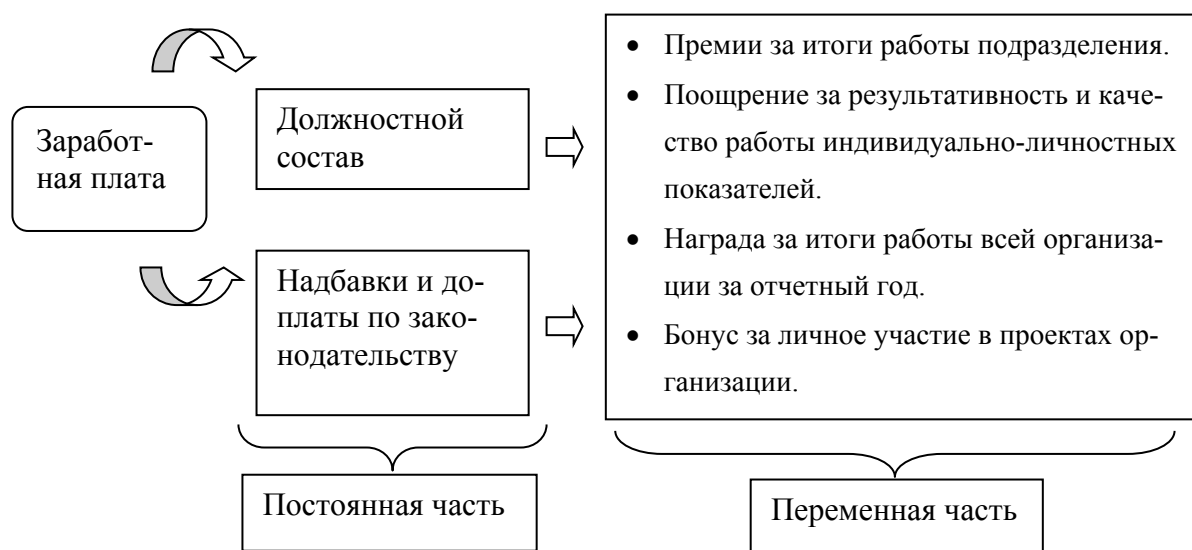 Заработ-
ная плата
Должностной
состав
Надбавки и до-
платы по зако-
нодательству
• Премии за итоги работы подразделения.
• Поощрение за результативность и каче-
ство работы индивидуально-личностных
показателей.
• Награда за итоги работы всей организа-
ции за отчетный год.
• Бонус за личное участие в проектах ор-
ганизации.
Постоянная часть
Переменная часть